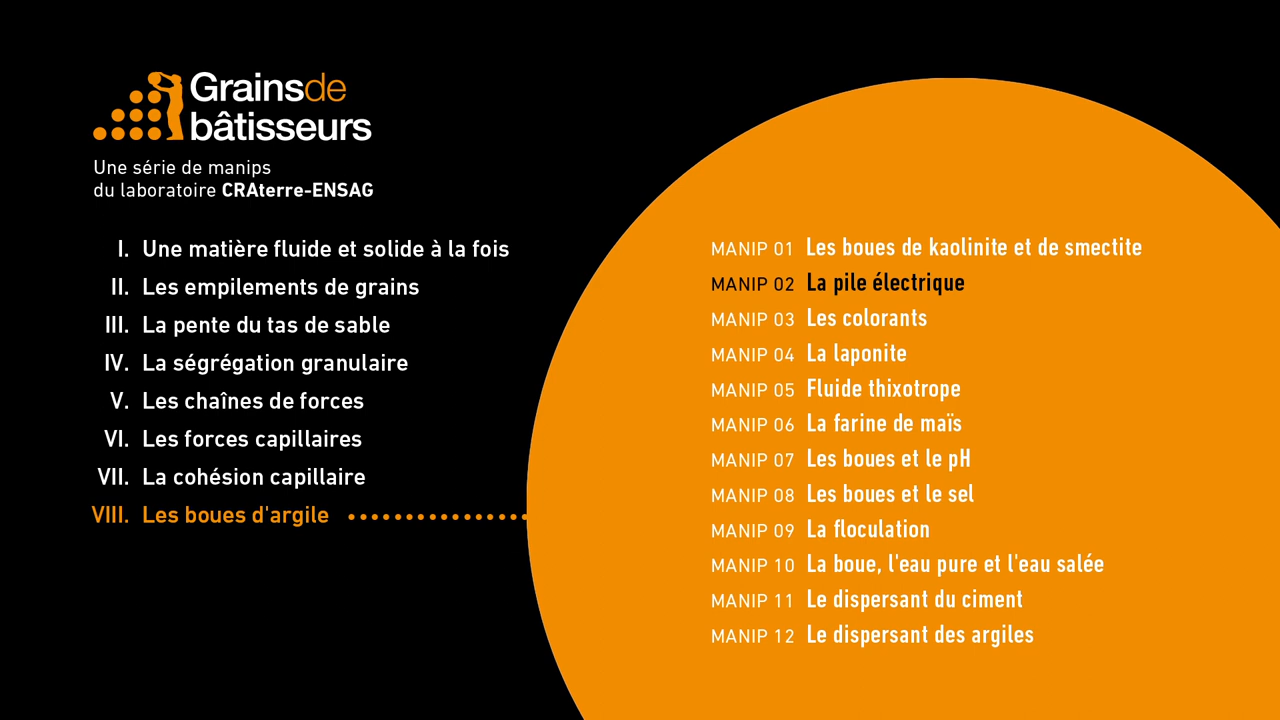 Grainsde
bâtisseurs
Une série de manips
du laboratoire CRAterre-ENSAG
I. Une matière fluide et solide à la fois
II. Les empilements de grains
III. La pente du tas de sable
IV. La ségrégation granulaire
V. Les chaînes de forces
VI. Les forces capillaires
VII. La cohésion capillaire
VIII. Les boues d'argile
MANIP 01 Les boues de kaolinite et de smectite
MANIP 02 La pile électrique
MANIP 03 Les colorants
MANIP 04 La laponite
MANIP 05 Fluide thixotrope
MANIP 06 La farine de maïs
MANIP 07 Les boues et le pH
MANIP 08 Les boues et le sel
MANIP 09 La floculation
MANIP 10 La boue, l'eau pure et l'eau salée
MANIP 11 Le dispersant du ciment
MANIP 12 Le dispersant des argiles